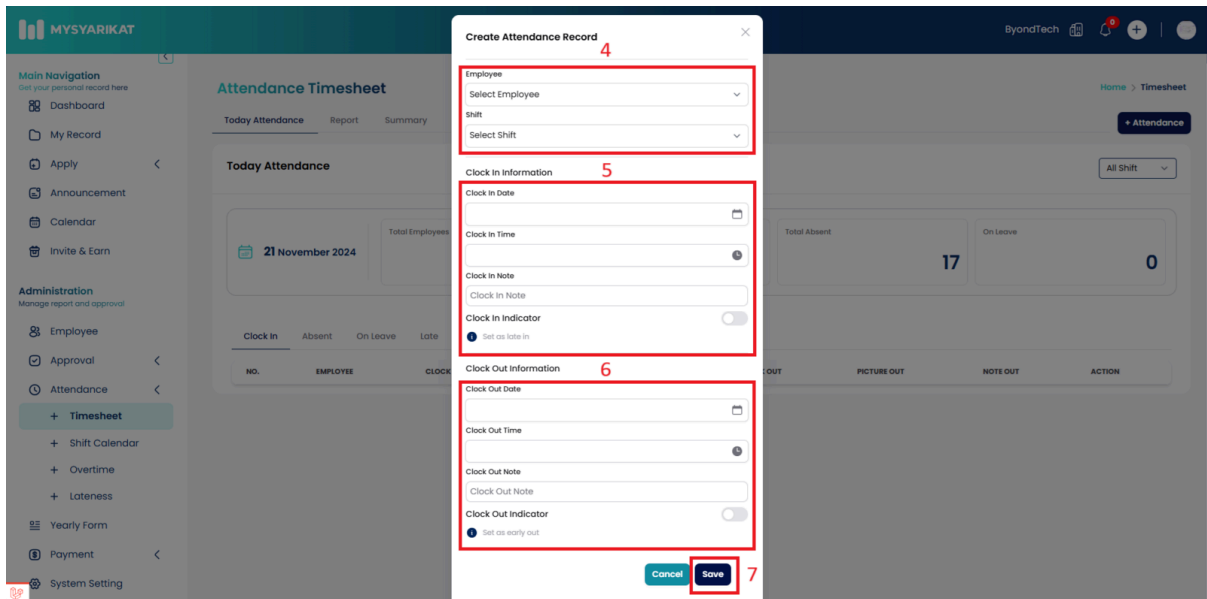 MYSYARIKAT
ByondTech
0
Main Navigation
Get your personal record here
Dashboard
My Record
Apply
Announcement
Calendar
Invite & Earn
Administration
Manage report and approval
Employee
Approval
Attendance
+ Timesheet
+ Shift Calendar
+ Overtime
+ Lateness
Yearly Form
Payment
System Setting
Attendance Timesheet
Home > Timesheet
Today Attendance Report Summary
+ Attendance
Today Attendance
All Shift
21 November 2024
Total Employees
Total Absent
17
On Leave
0
Clock In Absent On Leave Late
NO. EMPLOYEE CLOCK OUT PICTURE OUT NOTE OUT ACTION
Create Attendance Record
4
Employee
Select Employee
Shift
Select Shift
Clock In Information 5
Clock In Date
Clock In Time
Clock In Note
Clock In Note
Clock In Indicator
Set as late in
Clock Out Information 6
Clock Out Date
Clock Out Time
Clock Out Note
Clock Out Note
Clock Out Indicator
Set as early out
Cancel Save 7